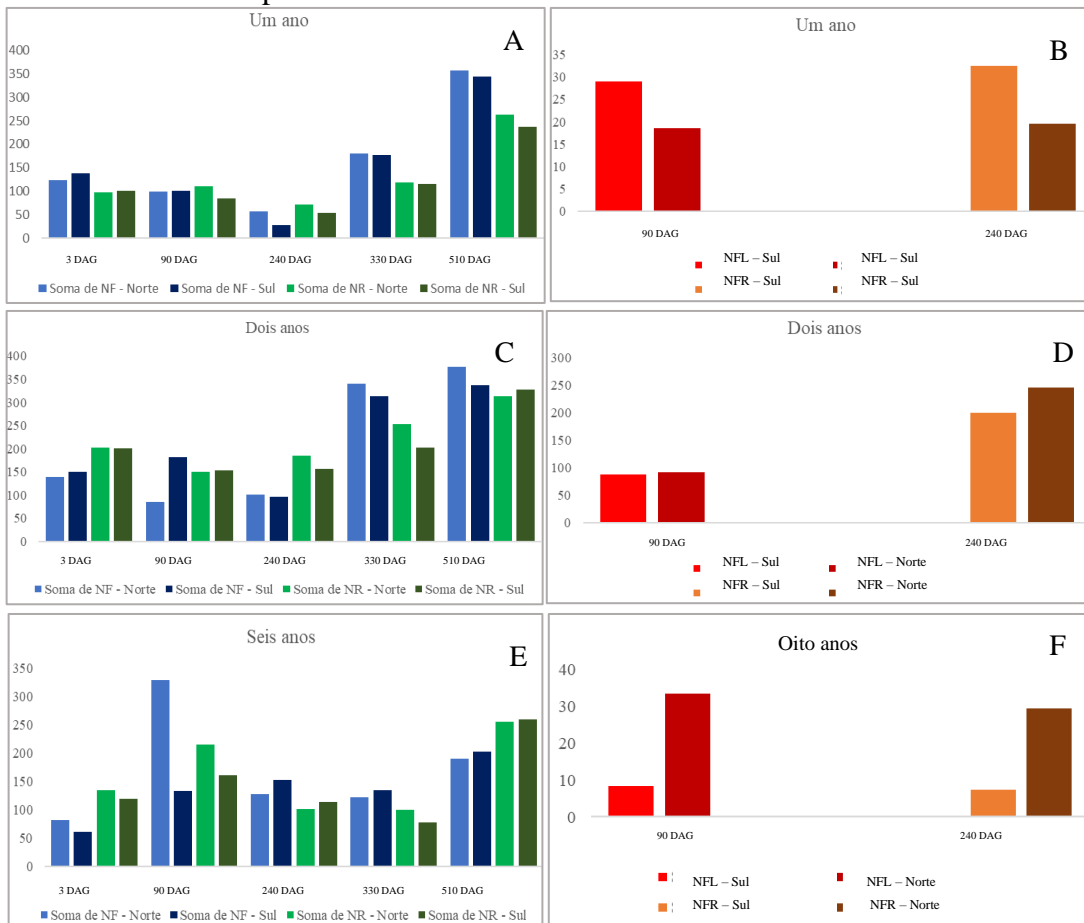 Um ano
A
400
350
300
250
200
150
100
50
0
3 DAG 90 DAG 240 DAG 330 DAG 510 DAG
Soma de NF - Norte Soma de NF - Sul Soma de NR - Norte Soma de NR - Sul
Um ano
B
35
30
25
20
15
10
5
0
90 DAG 240 DAG
NFL – Sul NFL – Sul
NFR – Sul NFR – Sul
Dois anos
C
400
350
300
250
200
150
100
50
0
3 DAG 90 DAG 240 DAG 330 DAG 510 DAG
Soma de NF - Norte Soma de NF - Sul Soma de NR - Norte Soma de NR - Sul
Dois anos
D
300
250
200
150
100
50
0
90 DAG 240 DAG
NFL – Sul NFL – Norte
NFR – Sul NFR – Norte
Seis anos
E
350
300
250
200
150
100
50
0
3 DAG 90 DAG 240 DAG 330 DAG 510 DAG
Soma de NF - Norte Soma de NF - Sul Soma de NR - Norte Soma de NR - Sul
Oito anos
F
40
30
20
10
0
90 DAG 240 DAG
NFL – Sul NFL – Norte
NFR – Sul NFR – Norte